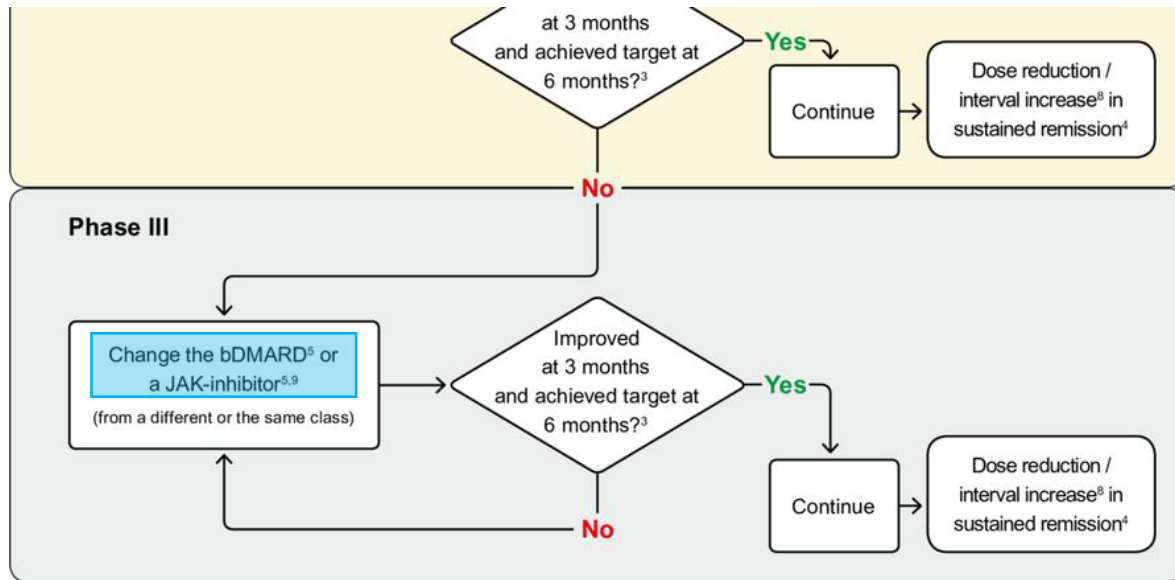 at 3 months
and achieved target at
6 months?³
Yes
Continue
Dose reduction /
interval increase⁸ in
sustained remission⁴
No
Phase III
Change the bDMARD⁵ or
a JAK-inhibitor⁵,⁹
(from a different or the same class)
Improved
at 3 months
and achieved target at
6 months?³
Yes
Continue
Dose reduction /
interval increase⁸ in
sustained remission⁴
No